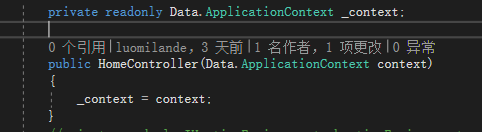 private readonly Data.ApplicationContext _context;
0 个引用|luomilande，3 天前|1 名作者，1 项更改|0 异常
public HomeController(Data.ApplicationContext context)
{
_context = context;
}